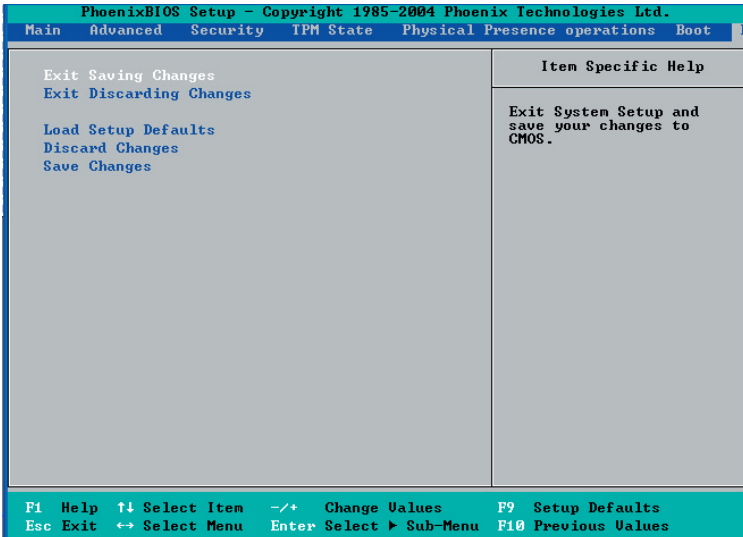 PhoenixBIOS Setup - Copyright 1985-2004 Phoenix Technologies Ltd.
Main Advanced Security TPM State Physical Presence operations Boot
Exit Saving Changes
Exit Discarding Changes
Load Setup Defaults
Discard Changes
Save Changes
Item Specific Help
Exit System Setup and
save your changes to
CMOS.
F1 Help ↑↓ Select Item -/+ Change Values F9 Setup Defaults
Esc Exit ↔ Select Menu Enter Select ▶ Sub-Menu F10 Previous Values